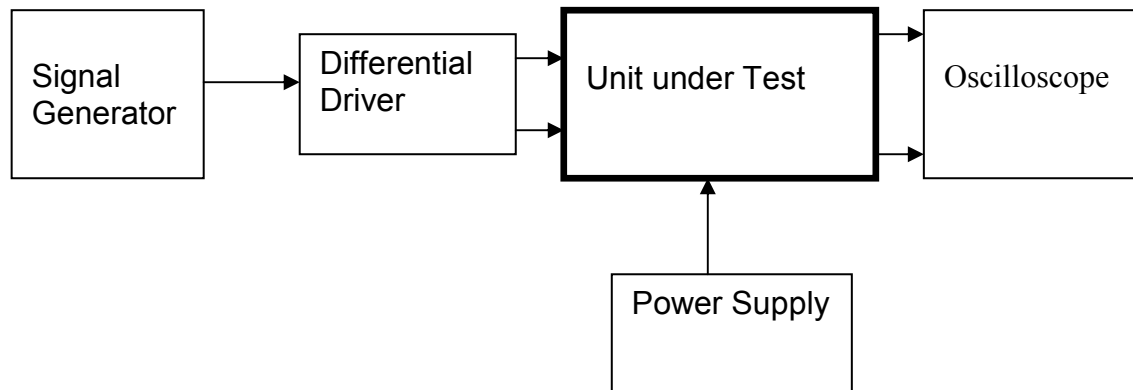 Signal
Generator
Differential
Driver
Unit under Test
Oscilloscope
Power Supply